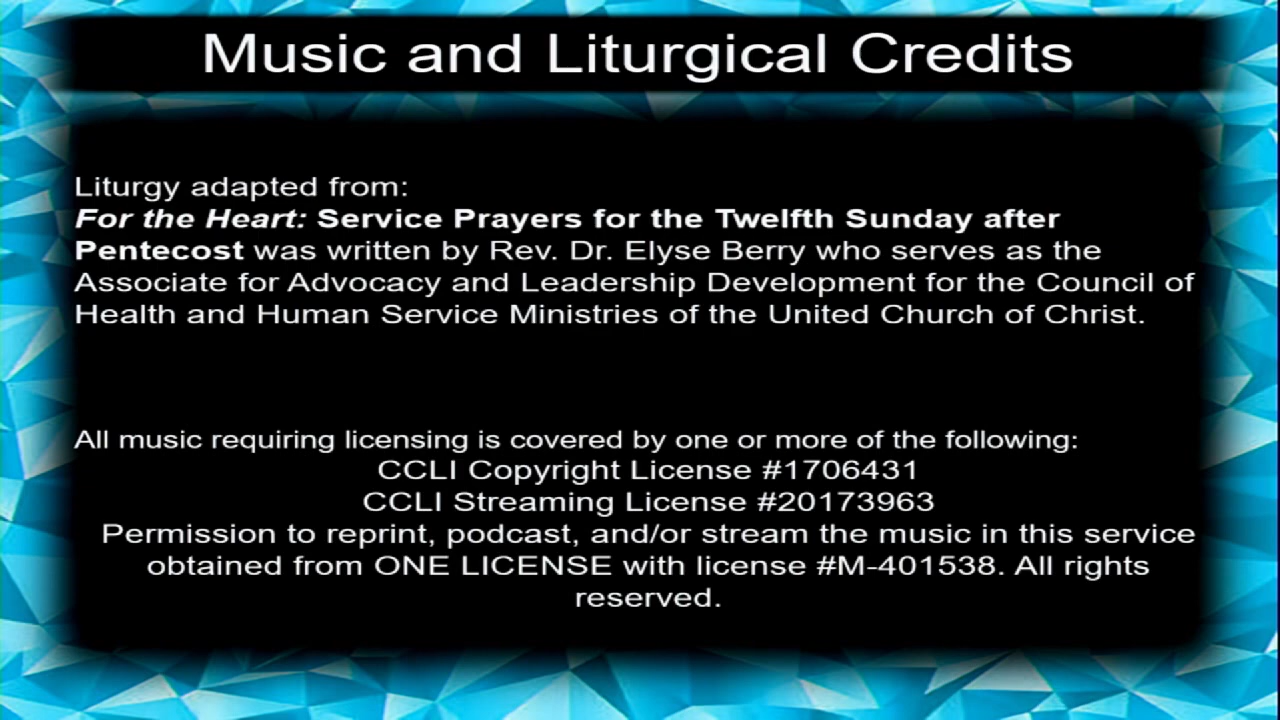 Music and Liturgical Credits
Liturgy adapted from:
For the Heart: Service Prayers for the Twelfth Sunday after
Pentecost was written by Rev. Dr. Elyse Berry who serves as the
Associate for Advocacy and Leadership Development for the Council of
Health and Human Service Ministries of the United Church of Christ.
All music requiring licensing is covered by one or more of the following:
CCLI Copyright License #1706431
CCLI Streaming License #20173963
Permission to reprint, podcast, and/or stream the music in this service
obtained from ONE LICENSE with license #M-401538. All rights
reserved.